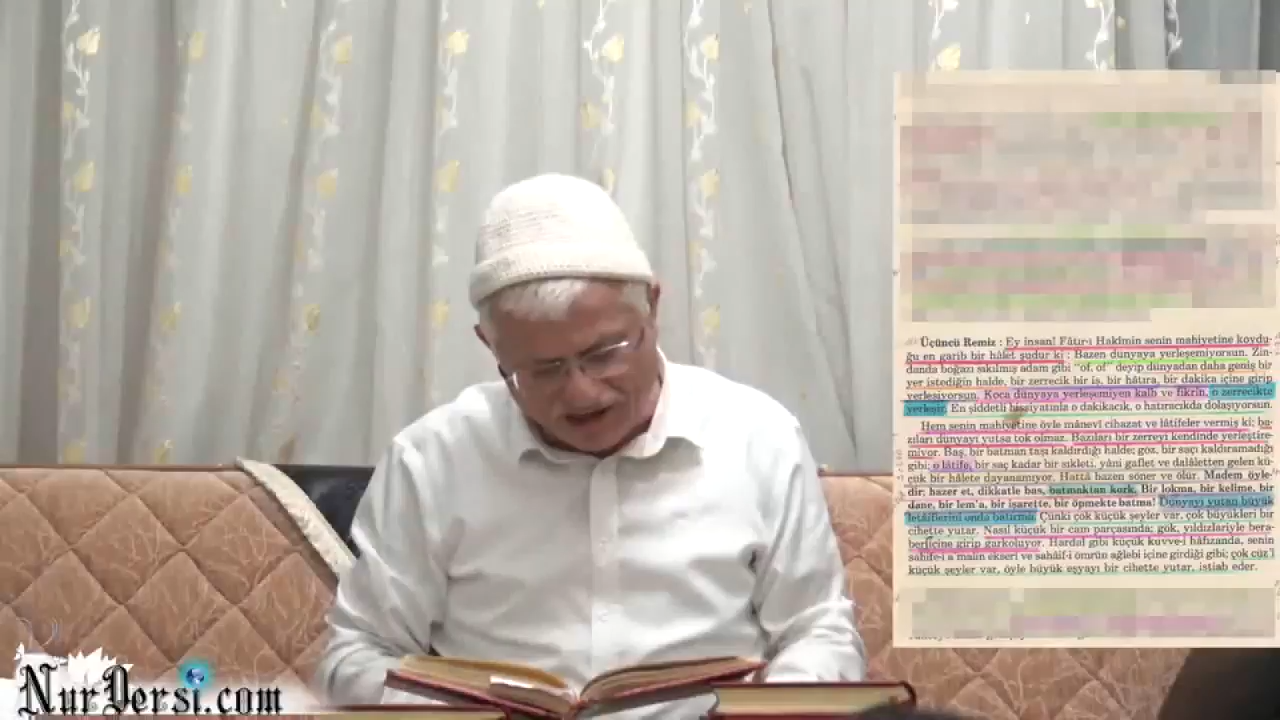 Üçüncü Remiz : Ey insan! Fâtır-ı Hakîmin senin mahiyetine koydu-
ğu en garib bir hâlet şudur ki : Bazen dünyaya yerleşemiyorsun. Zin-
danda boğazı sıkılmış adam gibi "of, of" deyip dünyadan daha geniş bir
yer istediğin halde, bir zerrecik bir iş, bir hâtıra, bir dakika içine girip
yerleşiyorsun. Koca dünyaya yerleşemiyen kalb ve fikrin, o zerrecikte
yerleşir. En şiddetli hissiyatınla o dakikacık, o hatıracıkda dolaşıyorsun.
Hem senin mahiyetine öyle mânevî cihazat ve lâtifeler vermiş ki; ba-
zıları dünyayı yutsa tok olmaz. Bazıları bir zerreyi kendinde yerleştire-
miyor. Baş, bir batman taşı kaldırdığı halde; göz, bir saçı kaldıramadığı
gibi; o lâtife, bir saç kadar bir sıkleti, yâni gaflet ve dalâletten gelen kü-
çük bir hâlete dayanamıyor. Hattâ bazen söner ve ölür. Madem öyle-
dir; hazer et, dikkatle bas, batmaktan kork. Bir lokma, bir kelime, bir
dane, bir lem'a, bir işarette, bir öpmekte batma! Dünyayı yutan büyük
letâiflerini onda batırma. Çünki çok küçük şeyler var, çok büyükleri bir
cihette yutar. Nasıl küçük bir cam parçasında; gök, yıldızlariyle bera-
ber içine girip garkoluyor. Hardal gibi küçük kuvve-i hâfızanda, senin
sahife-i a'malin ekseri ve sahâif-i ömrün ağlebi içine girdiği gibi; çok cüz'î
küçük şeyler var, öyle büyük eşyayı bir cihette yutar, istiab eder.
NurDersi.com